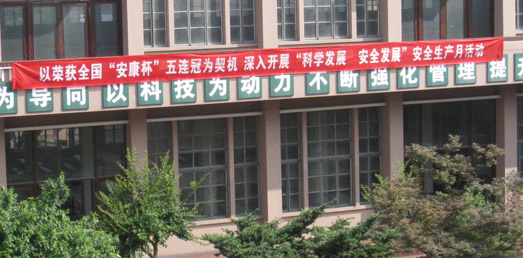 以荣获全国“安康杯”五连冠为契机 深入开展“科学发展 安全发展”安全生产月活动
为导向以科技为动力不断强化管理提升